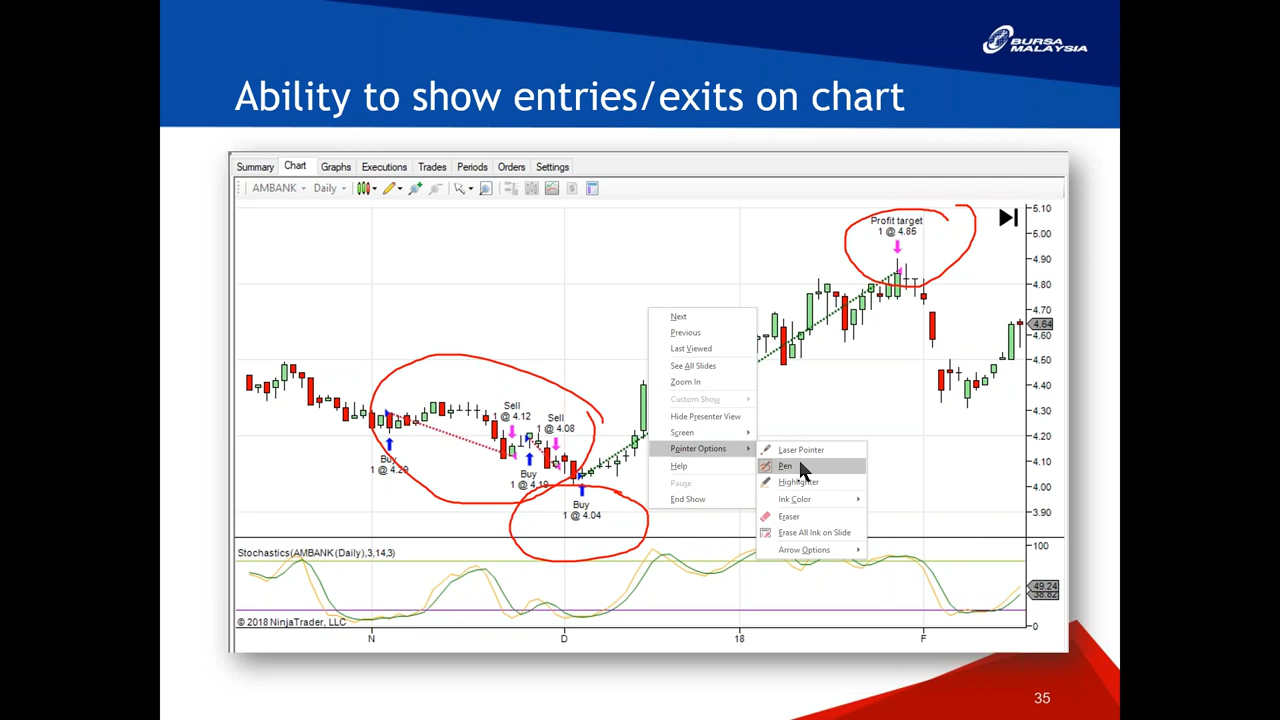 BURSA
MALAYSIA
Ability to show entries/exits on chart
Summary Chart Graphs Executions Trades Periods Orders Settings
AMBANK Daily
Profit target
1 @ 4.85
5.10
5.00
4.90
4.80
4.70
4.64
4.60
4.50
4.40
4.30
4.20
4.10
4.00
3.90
Sell
1 @ 4.12
Sell
1 @ 4.08
Buy
1 @ 4.29
Buy
1 @ 4.19
Buy
1 @ 4.04
Next
Previous
Last Viewed
See All Slides
Zoom In
Custom Show
Hide Presenter View
Screen
Pointer Options
Help
Pause
End Show
Laser Pointer
Pen
Highlighter
Ink Color
Eraser
Erase All Ink on Slide
Arrow Options
Stochastics(AMBANK (Daily),3,14,3)
100
49.24
38.82
0
© 2018 NinjaTrader, LLC
N D 18 F
35